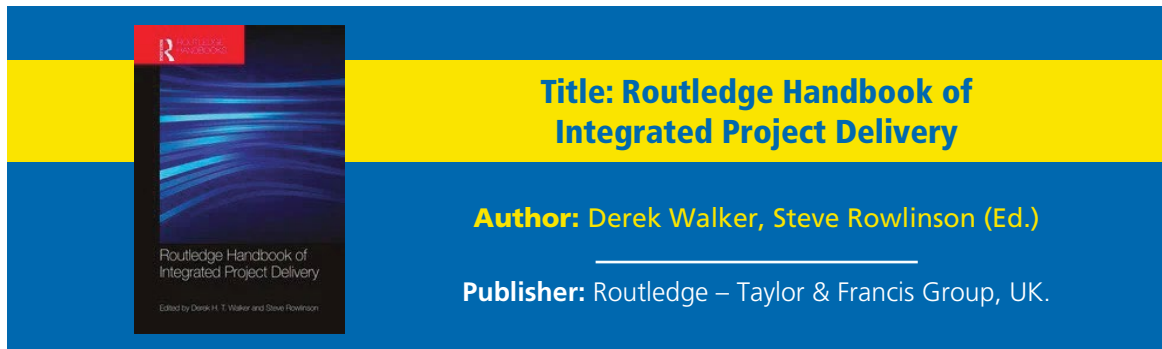 ROUTLEDGE
HANDBOOKS
Routledge Handbook of
Integrated Project Delivery
Edited by Derek H. T. Walker and Steve Rowlinson
Title: Routledge Handbook of
Integrated Project Delivery
Author: Derek Walker, Steve Rowlinson (Ed.)
Publisher: Routledge – Taylor & Francis Group, UK.